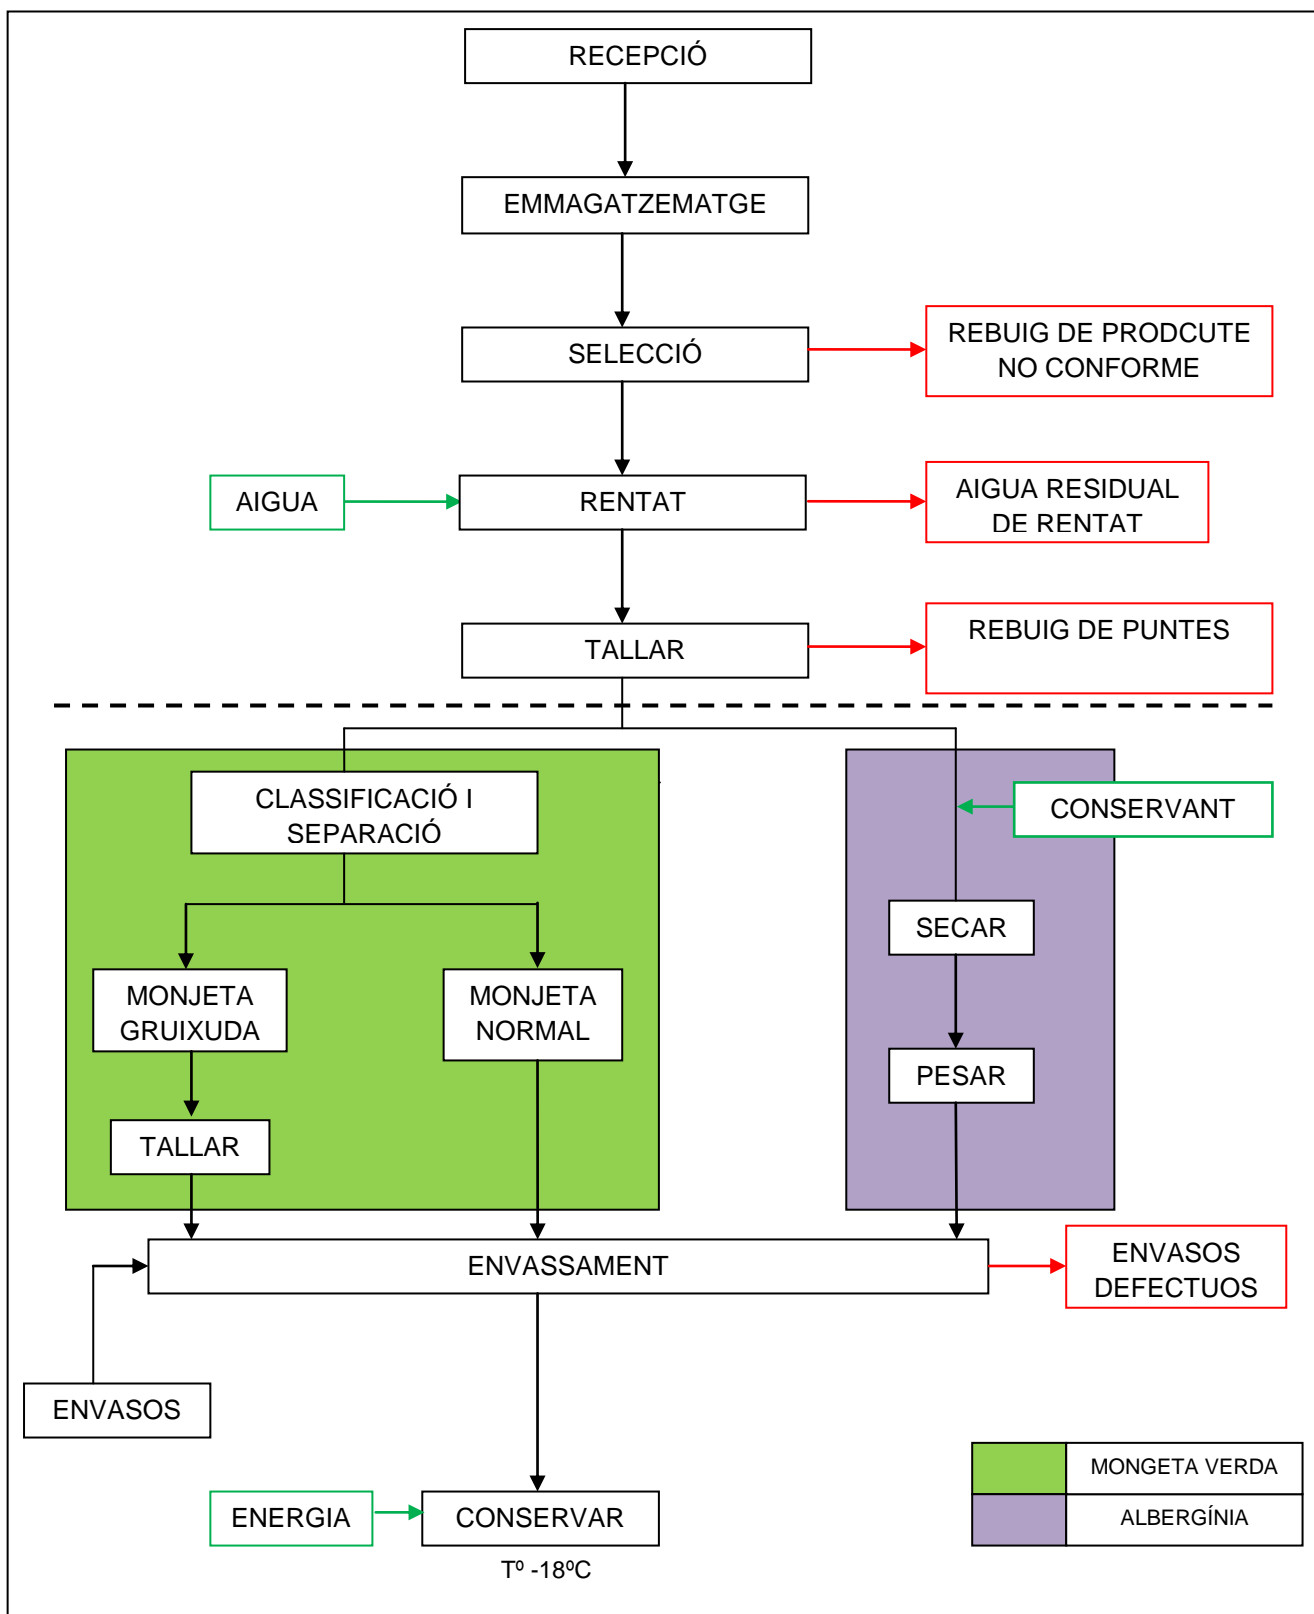 RECEPCIÓ
EMMAGATZEMATGE
SELECCIÓ
REBUIG DE PRODCUTE
NO CONFORME
AIGUA
RENTAT
AIGUA RESIDUAL
DE RENTAT
TALLAR
REBUIG DE PUNTES
CLASSIFICACIÓ I
SEPARACIÓ
CONSERVANT
SECAR
MONJETA
GRUIXUDA
MONJETA
NORMAL
PESAR
TALLAR
ENVASSAMENT
ENVASOS
DEFECTUOS
ENVASOS
MONGETA VERDA
ALBERGÍNIA
ENERGIA
CONSERVAR
Tº -18ºC